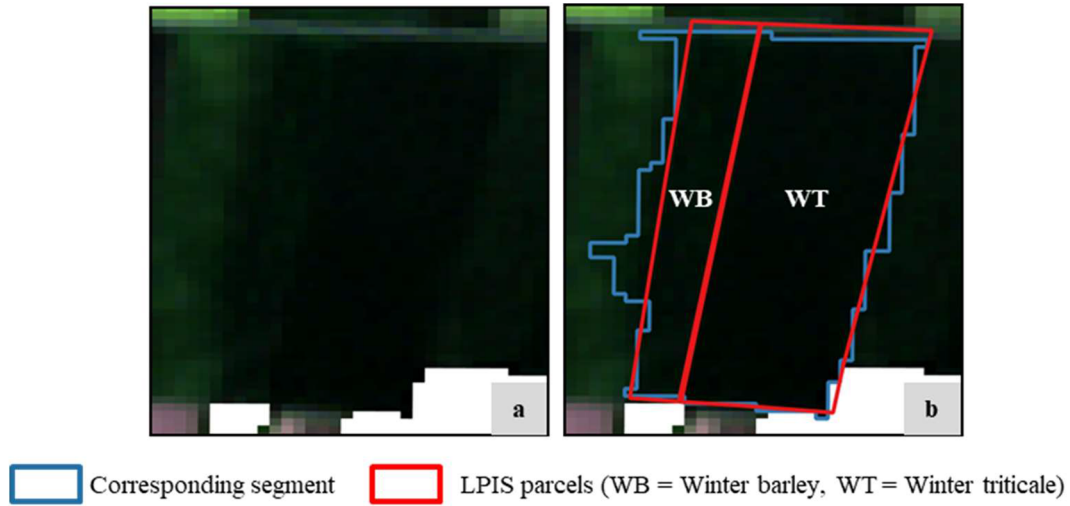 WB
WT
a
b
Corresponding segment
LPIS parcels (WB = Winter barley, WT = Winter triticale)